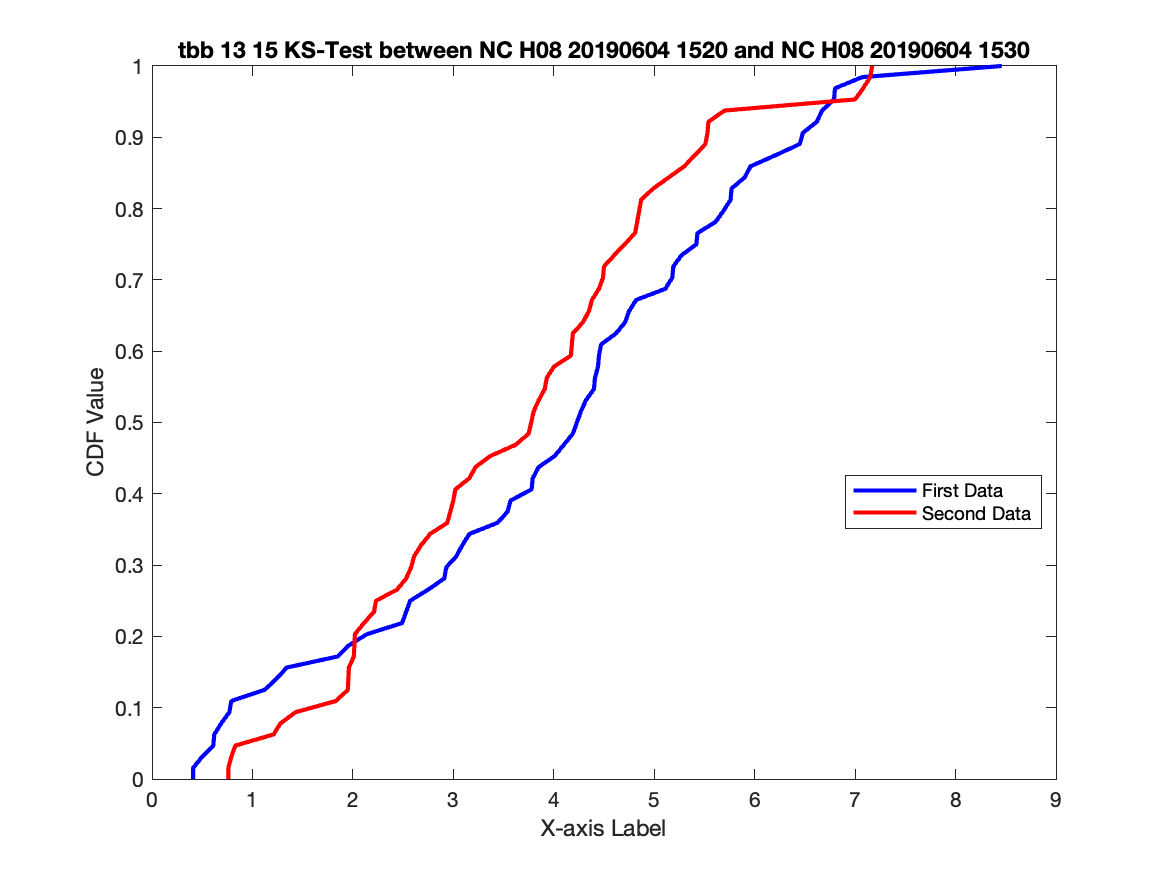 tbb 13 15 KS-Test between NC H08 20190604 1520 and NC H08 20190604 1530
1
0.9
0.8
0.7
0.6
0.5
0.4
0.3
0.2
0.1
0
CDF Value
First Data
Second Data
0 1 2 3 4 5 6 7 8 9
X-axis Label